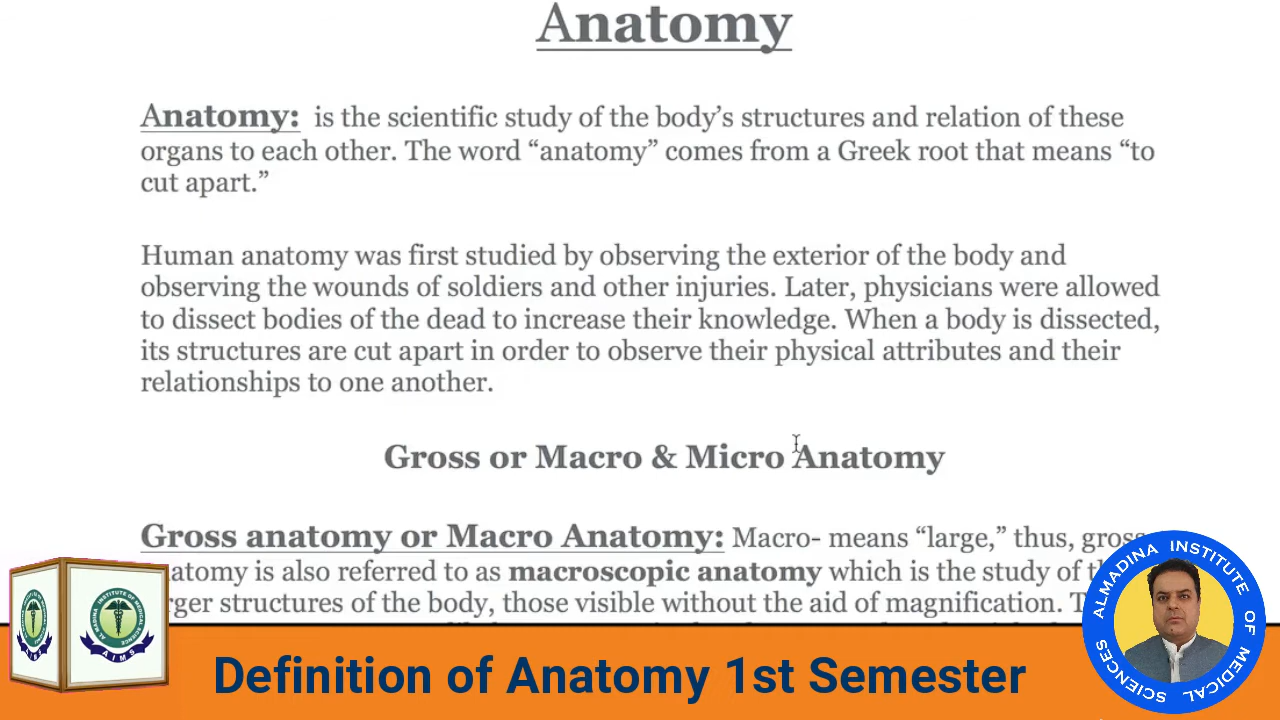 Anatomy
Anatomy: is the scientific study of the body’s structures and relation of these
organs to each other. The word “anatomy” comes from a Greek root that means “to
cut apart.”
Human anatomy was first studied by observing the exterior of the body and
observing the wounds of soldiers and other injuries. Later, physicians were allowed
to dissect bodies of the dead to increase their knowledge. When a body is dissected,
its structures are cut apart in order to observe their physical attributes and their
relationships to one another.
Gross or Macro & Micro Anatomy
Gross anatomy or Macro Anatomy: Macro- means “large,” thus, gross
atomy is also referred to as macroscopic anatomy which is the study of
rger structures of the body, those visible without the aid of magnification.
AIMS
Definition of Anatomy 1st Semester
ALMADINA INSTITUTE OF MEDICAL SCIENCES